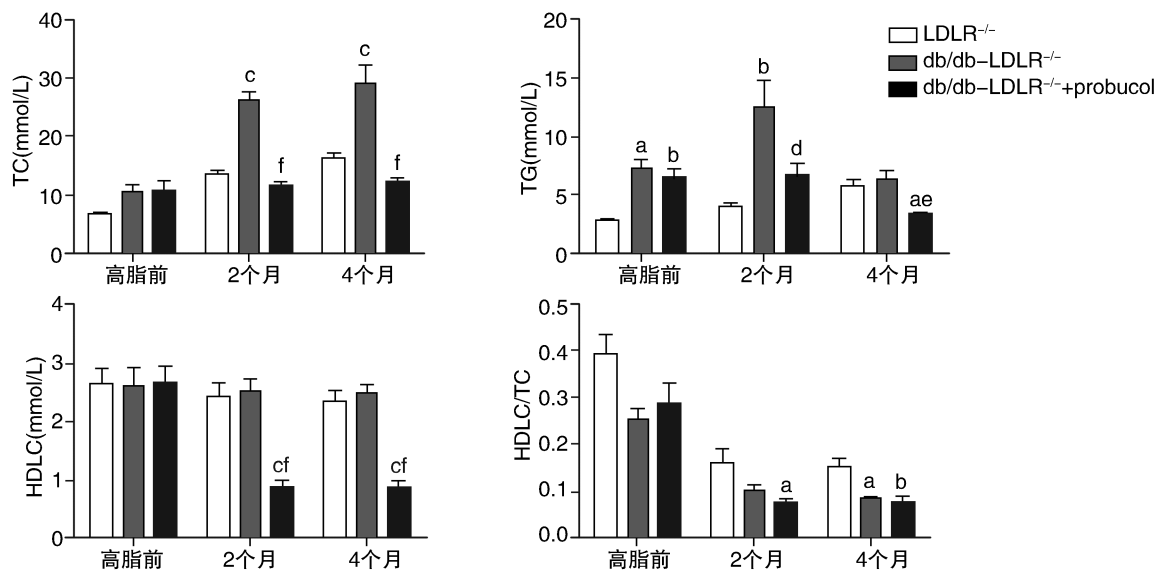 40
30
20
10
0
TC(mmol/L)
c
f
c
f
高脂前
2个月
4个月
20
15
10
5
0
TG(mmol/L)
a
b
b
d
ae
高脂前
2个月
4个月
LDLR⁻/⁻
db/db–LDLR⁻/⁻
db/db–LDLR⁻/⁻+probucol
4
3
2
1
0
HDLC(mmol/L)
cf
cf
高脂前
2个月
4个月
0.5
0.4
0.3
0.2
0.1
0.0
HDLC/TC
a
a
b
高脂前
2个月
4个月